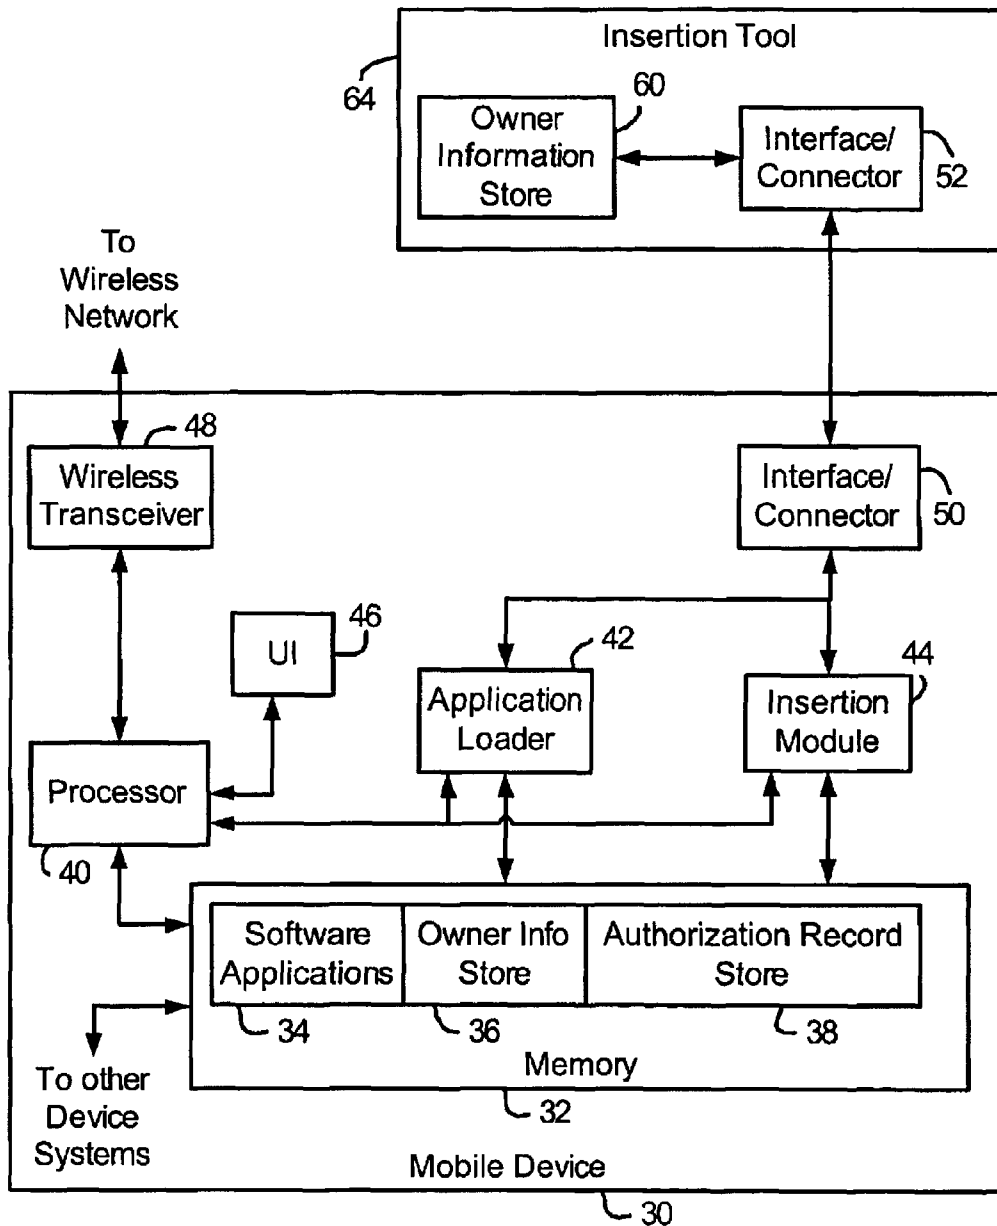 Insertion Tool
64
60
Owner
Information
Store
Interface/
Connector
52
To
Wireless
Network
48
Wireless
Transceiver
Interface/
Connector
50
46
UI
42
Application
Loader
44
Insertion
Module
Processor
40
Software
Applications
Owner Info
Store
Authorization Record
Store
34
36
38
Memory
32
To other
Device
Systems
Mobile Device
30